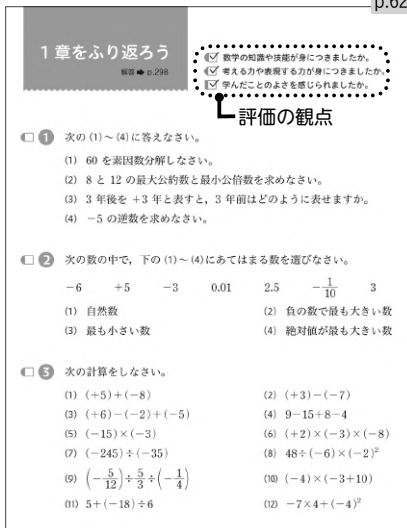 p.62
1章をふり返ろう
解答 ➡ p.298
数学の知識や技能が身につきましたか。
考える力や表現する力が身につきましたか。
学んだことのよさを感じられましたか。
評価の観点
1 次の (1)〜(4) に答えなさい。
(1) 60 を素因数分解しなさい。
(2) 8 と 12 の最大公約数と最小公倍数を求めなさい。
(3) 3 年後を +3 年と表すと，3 年前はどのように表せますか。
(4) −5 の逆数を求めなさい。
2 次の数の中で，下の (1)〜(4) にあてはまる数を選びなさい。
−6 +5 −3 0.01 2.5 −1/10 3
(1) 自然数 (2) 負の数で最も大きい数
(3) 最も小さい数 (4) 絶対値が最も大きい数
3 次の計算をしなさい。
(1) (+5)+(−8) (2) (+3)−(−7)
(3) (+6)−(−2)+(−5) (4) 9−15+8−4
(5) (−15)×(−3) (6) (+2)×(−3)×(−8)
(7) (−245)÷(−35) (8) 48÷(−6)×(−2)²
(9) (−5/12)÷5/3÷(−1/4) (10) (−4)×(−3+10)
(11) 5+(−18)÷6 (12) −7×4+(−4)²